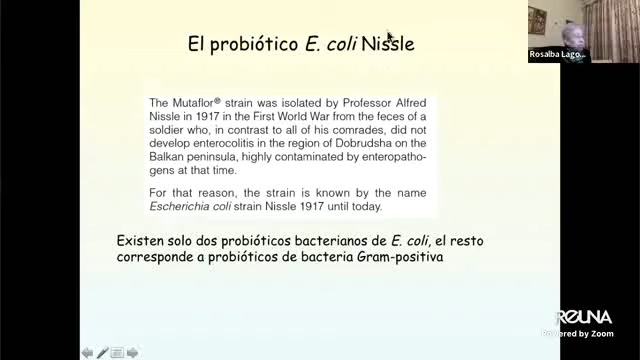 El probiótico E. coli Nissle
Rosalba Lago...
The Mutaflor® strain was isolated by Professor Alfred
Nissle in 1917 in the First World War from the feces of a
soldier who, in contrast to all of his comrades, did not
develop enterocolitis in the region of Dobrudsha on the
Balkan peninsula, highly contaminated by enteropatho-
gens at that time.
For that reason, the strain is known by the name
Escherichia coli strain Nissle 1917 until today.
Existen solo dos probióticos bacterianos de E. coli, el resto
corresponde a probióticos de bacteria Gram-positiva
REUNA
Powered by Zoom